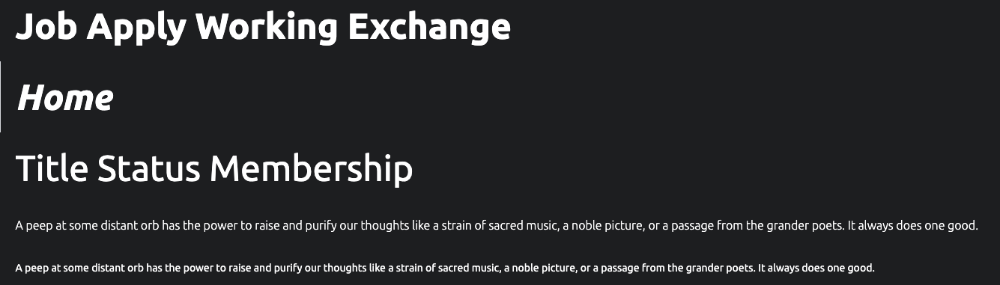 Job Apply Working Exchange
Home
Title Status Membership
A peep at some distant orb has the power to raise and purify our thoughts like a strain of sacred music, a noble picture, or a passage from the grander poets. It always does one good.
A peep at some distant orb has the power to raise and purify our thoughts like a strain of sacred music, a noble picture, or a passage from the grander poets. It always does one good.